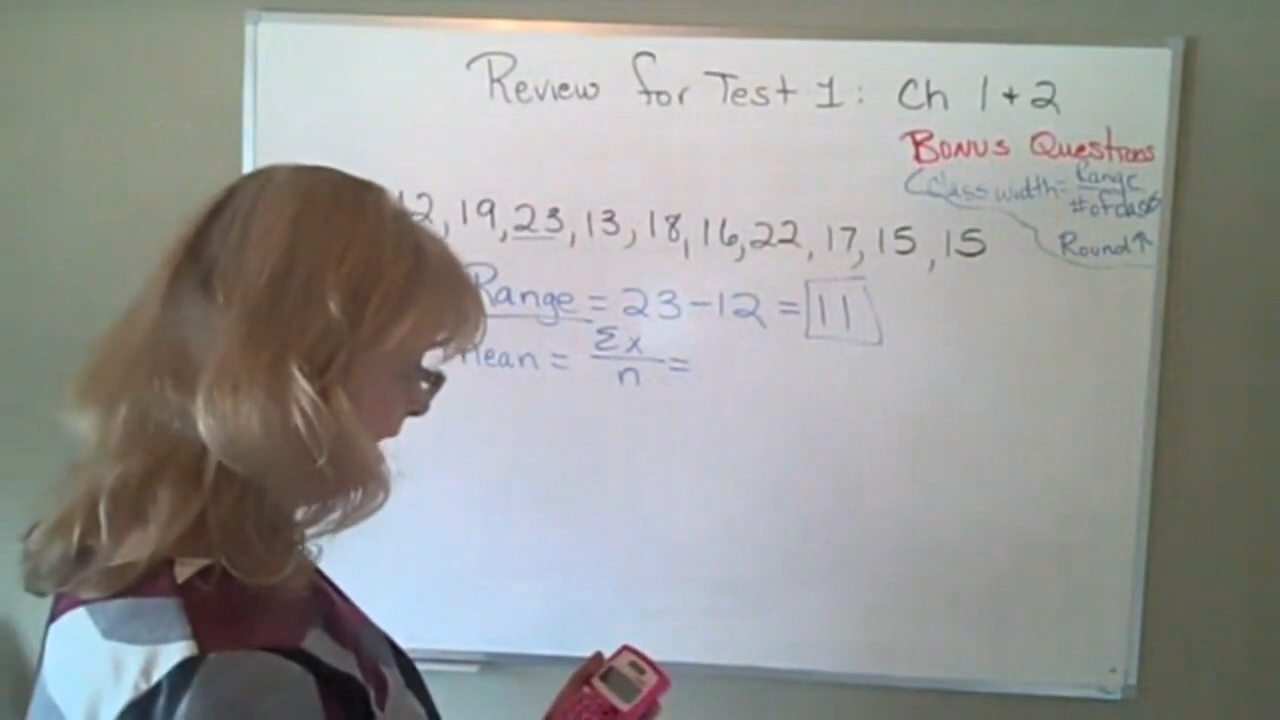 Review for Test 1: Ch 1 + 2
Bonus Questions
Class width = Range
# of class
Round ↑
12, 19, 23, 13, 18, 16, 22, 17, 15, 15
Range = 23 - 12 = 11
mean = Σx
n =